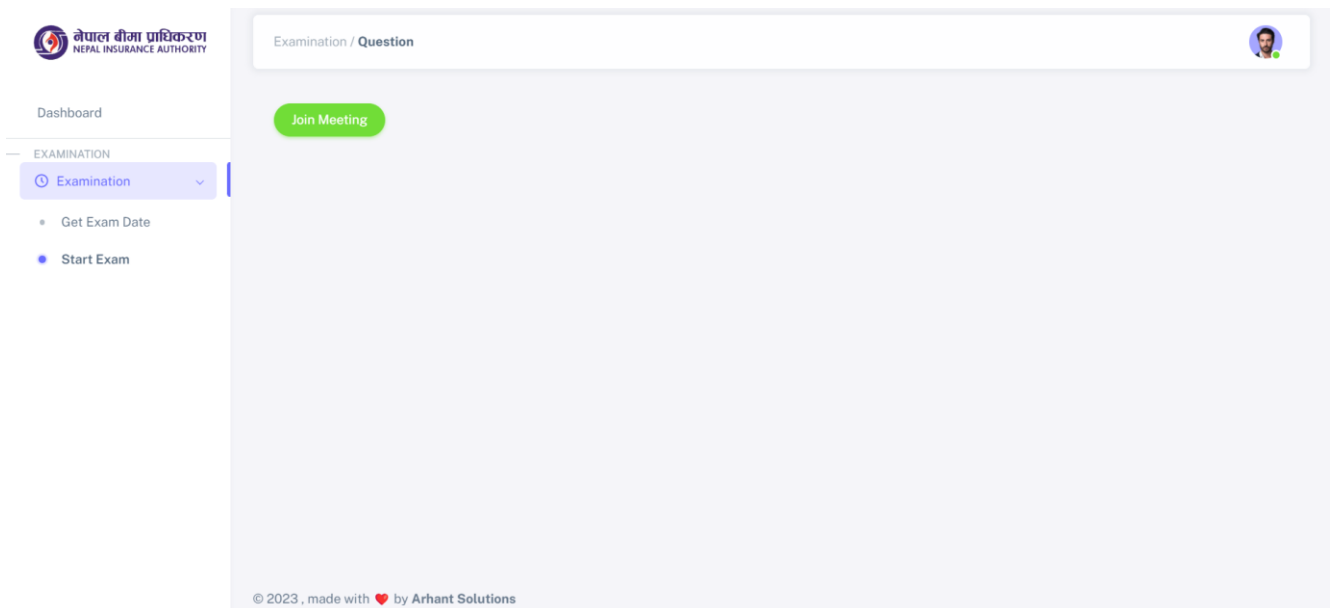 नेपाल बीमा प्राधिकरण
NEPAL INSURANCE AUTHORITY
Dashboard
EXAMINATION
Examination
Get Exam Date
Start Exam
Examination / Question
Join Meeting
© 2023 , made with ❤️ by Arhant Solutions